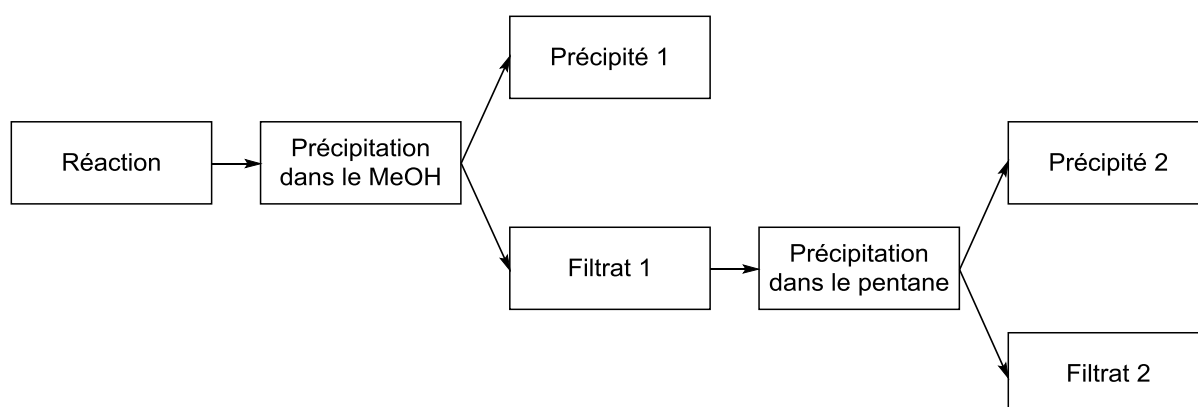 Précipité 1
Réaction
Précipitation
dans le MeOH
Précipité 2
Filtrat 1
Précipitation
dans le pentane
Filtrat 2